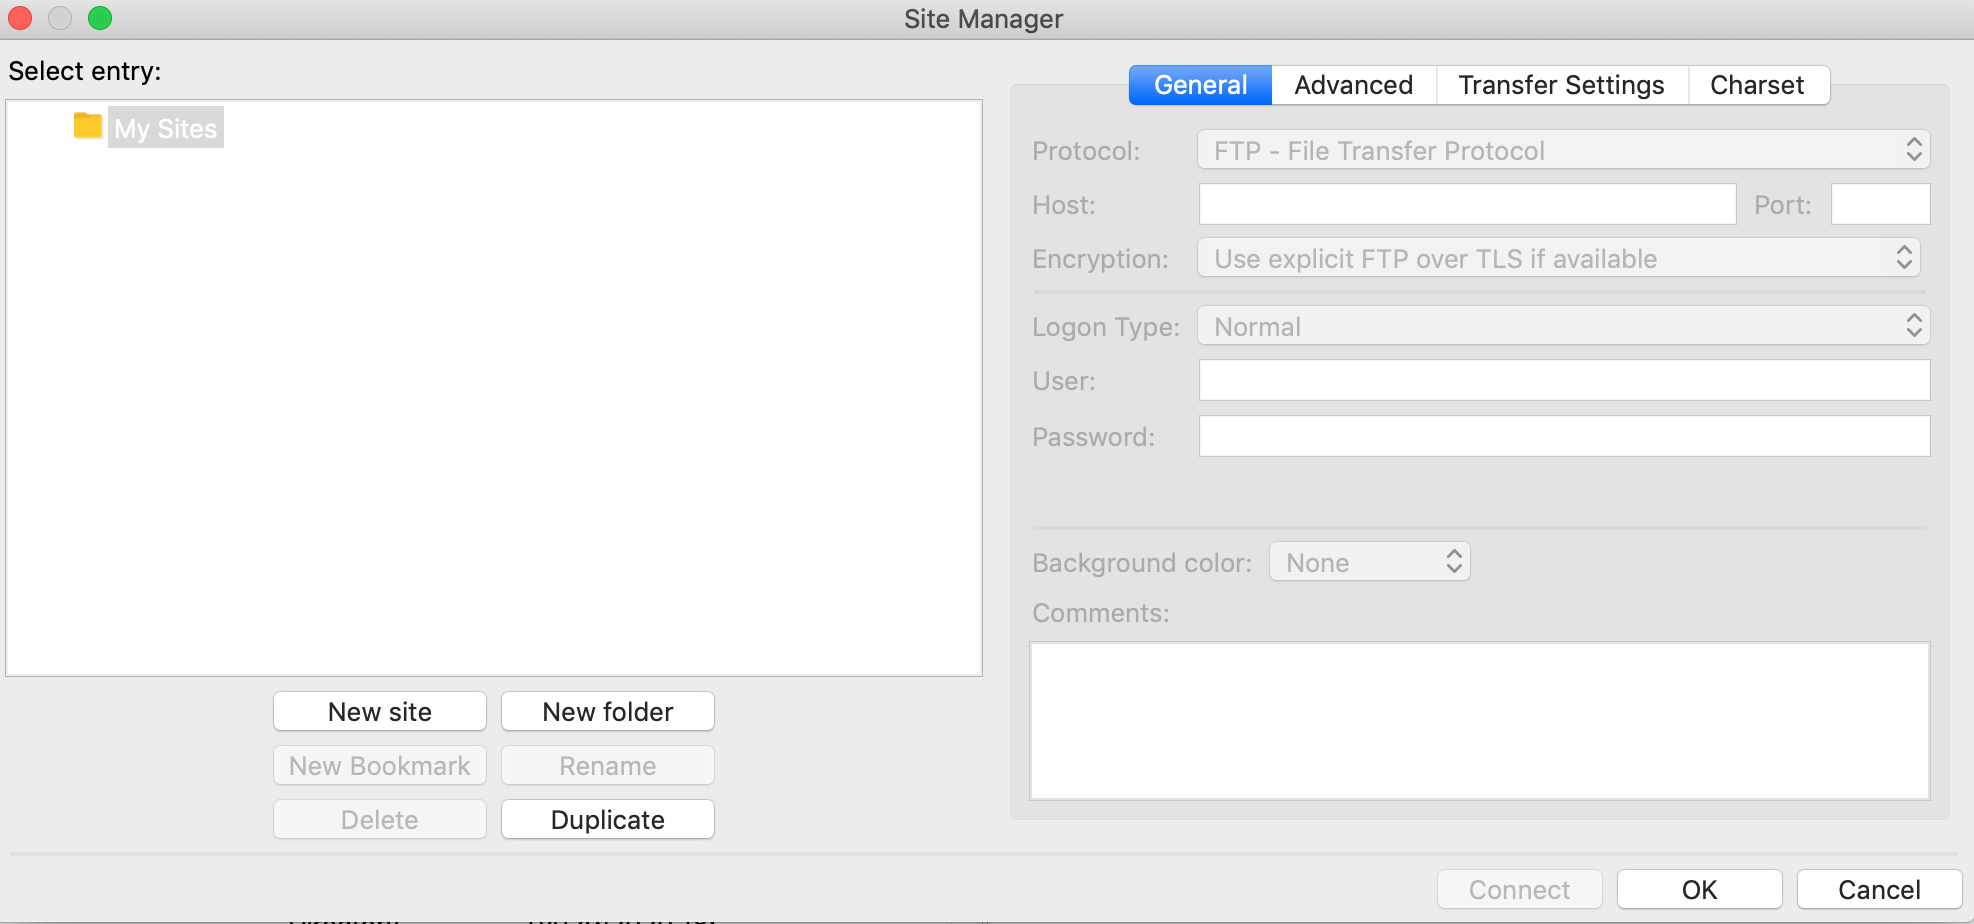 Site Manager
Select entry:
My Sites
General Advanced Transfer Settings Charset
Protocol: FTP - File Transfer Protocol
Host: Port:
Encryption: Use explicit FTP over TLS if available
Logon Type: Normal
User:
Password:
Background color: None
Comments:
New site New folder
New Bookmark Rename
Delete Duplicate
Connect OK Cancel